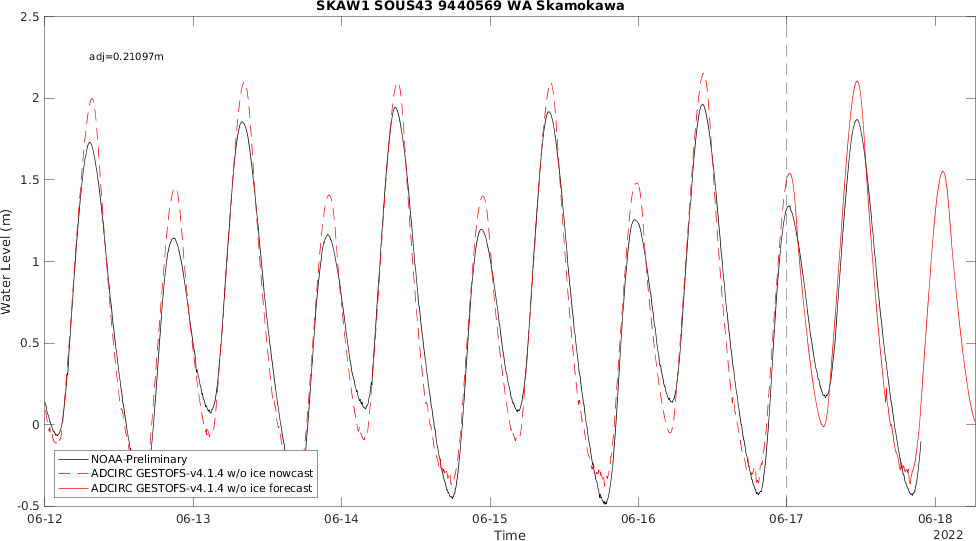 SKAW1 SOUS43 9440569 WA Skamokawa
2.5
adj=0.21097m
2
1.5
1
0.5
0
-0.5
Water Level (m)
NOAA-Preliminary
ADCIRC GESTOFS-v4.1.4 w/o ice nowcast
ADCIRC GESTOFS-v4.1.4 w/o ice forecast
06-12 06-13 06-14 06-15 06-16 06-17 06-18
Time 2022